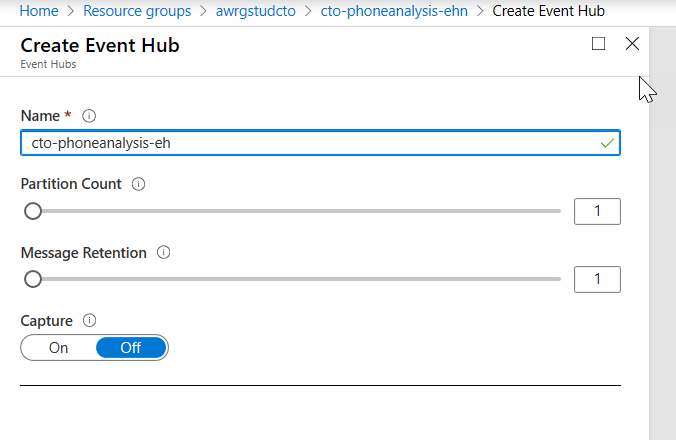 Home > Resource groups > awrgstudcto > cto-phoneanalysis-ehn > Create Event Hub
Create Event Hub
Event Hubs
Name *
cto-phoneanalysis-eh
Partition Count
1
Message Retention
1
Capture
On Off